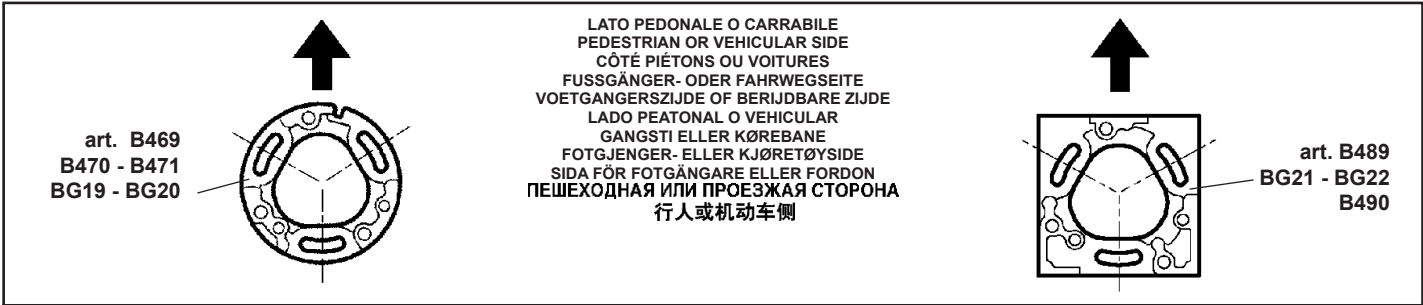 art. B469
B470 - B471
BG19 - BG20
LATO PEDONALE O CARRABILE
PEDESTRIAN OR VEHICULAR SIDE
CÔTÉ PIÉTONS OU VOITURES
FUSSGÄNGER- ODER FAHRWEGSEITE
VOETGANGERSZIJDE OF BERIJDBARE ZIJDE
LADO PEATONAL O VEHICULAR
GANGSTI ELLER KØREBANE
FOTGJENGER- ELLER KJØRETØYSIDE
SIDA FÖR FOTGÄNGARE ELLER FORDON
ПЕШЕХОДНАЯ ИЛИ ПРОЕЗЖАЯ СТОРОНА
行人或机动车侧
art. B489
BG21 - BG22
B490